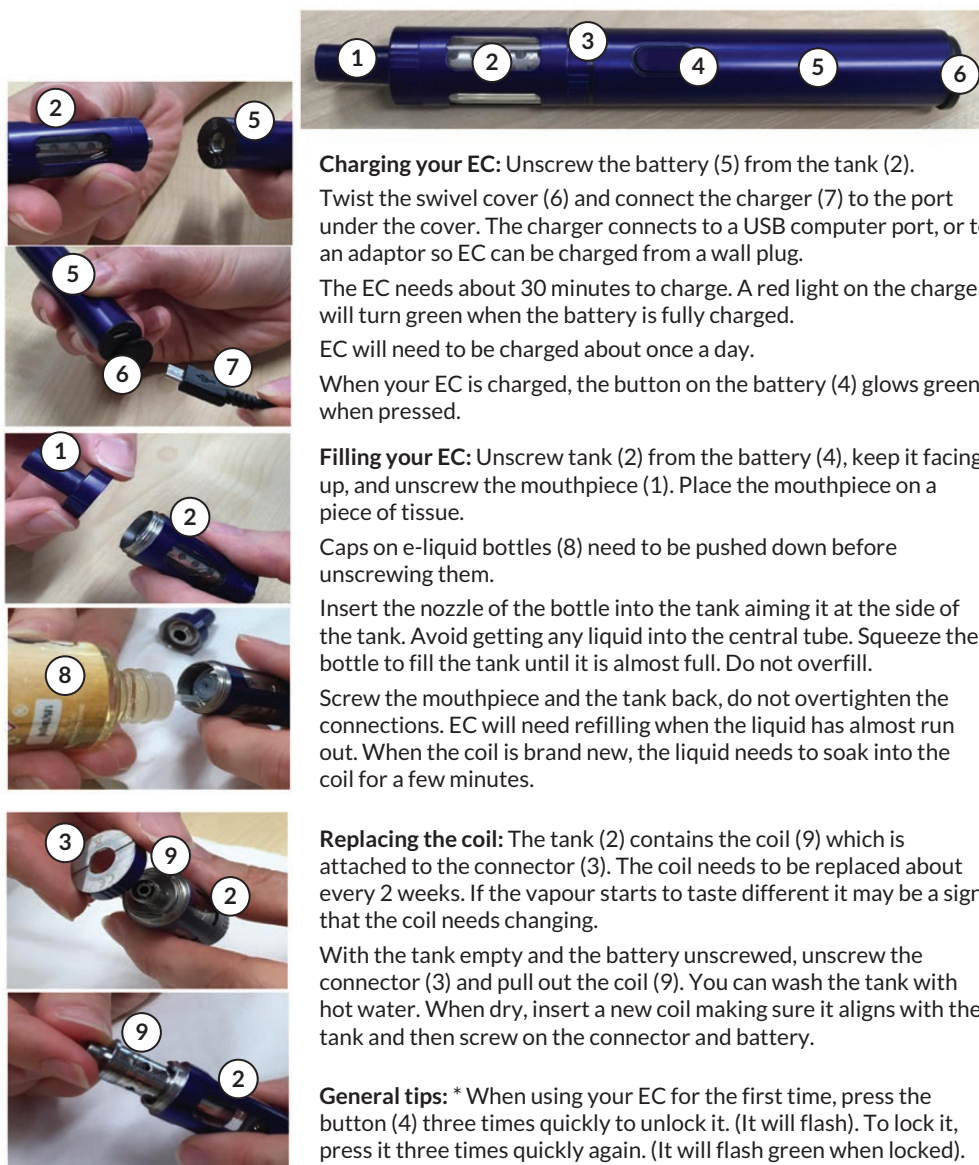 1
2
3
4
5
6
2
5
Charging your EC: Unscrew the battery (5) from the tank (2).
Twist the swivel cover (6) and connect the charger (7) to the port
under the cover. The charger connects to a USB computer port, or t
an adaptor so EC can be charged from a wall plug.
5
6
7
The EC needs about 30 minutes to charge. A red light on the charge
will turn green when the battery is fully charged.
EC will need to be charged about once a day.
When your EC is charged, the button on the battery (4) glows green
when pressed.
1
2
Filling your EC: Unscrew tank (2) from the battery (4), keep it facing
up, and unscrew the mouthpiece (1). Place the mouthpiece on a
piece of tissue.
Caps on e-liquid bottles (8) need to be pushed down before
unscrewing them.
8
Insert the nozzle of the bottle into the tank aiming it at the side of
the tank. Avoid getting any liquid into the central tube. Squeeze the
bottle to fill the tank until it is almost full. Do not overfill.
Screw the mouthpiece and the tank back, do not overtighten the
connections. EC will need refilling when the liquid has almost run
out. When the coil is brand new, the liquid needs to soak into the
coil for a few minutes.
3
9
2
Replacing the coil: The tank (2) contains the coil (9) which is
attached to the connector (3). The coil needs to be replaced about
every 2 weeks. If the vapour starts to taste different it may be a sign
that the coil needs changing.
With the tank empty and the battery unscrewed, unscrew the
connector (3) and pull out the coil (9). You can wash the tank with
hot water. When dry, insert a new coil making sure it aligns with the
tank and then screw on the connector and battery.
9
2
General tips: * When using your EC for the first time, press the
button (4) three times quickly to unlock it. (It will flash). To lock it,
press it three times quickly again. (It will flash green when locked).